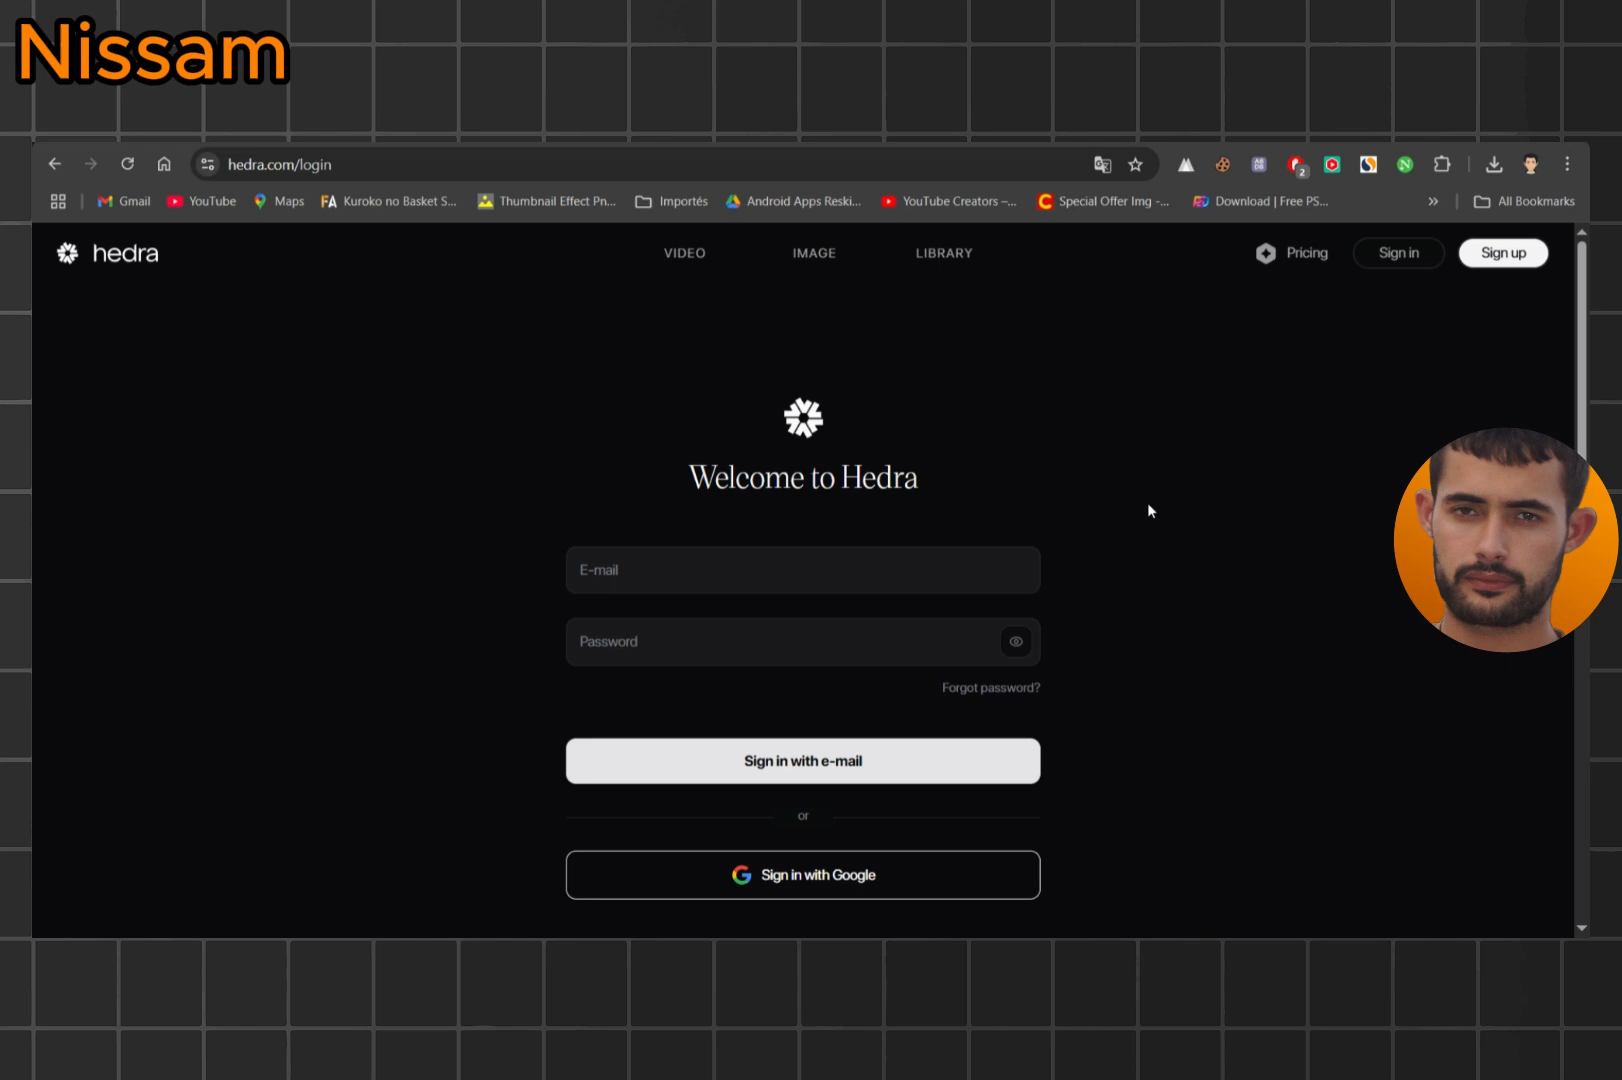 Nissam
hedra.com/login
2
Gmail
YouTube
Maps
FA Kuroko no Basket S...
Thumbnail Effect Pn...
Importés
Android Apps Reski...
YouTube Creators –...
Special Offer Img -...
Download | Free PS...
»
All Bookmarks
hedra
VIDEO
IMAGE
LIBRARY
Pricing
Sign in
Sign up
Welcome to Hedra
E-mail
Password
Forgot password?
Sign in with e-mail
or
Sign in with Google